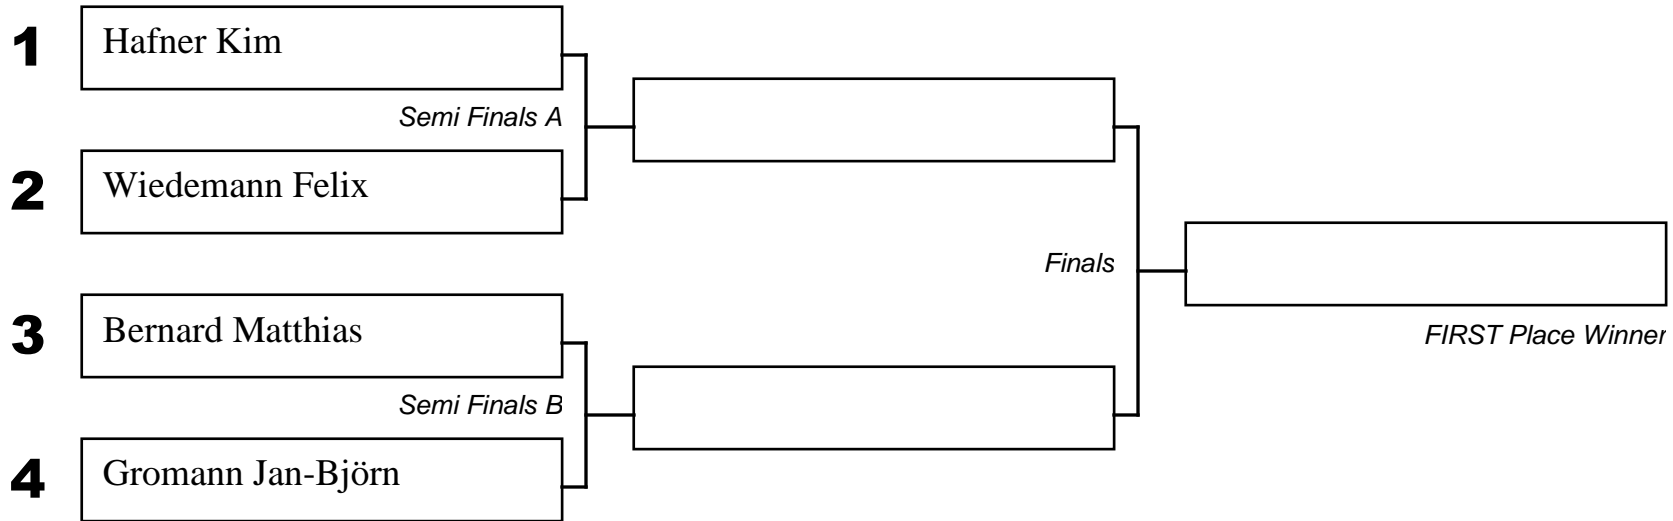 1 Hafner Kim
Semi Finals A
2 Wiedemann Felix
Finals
3 Bernard Matthias
FIRST Place Winner
Semi Finals B
4 Gromann Jan-Björn